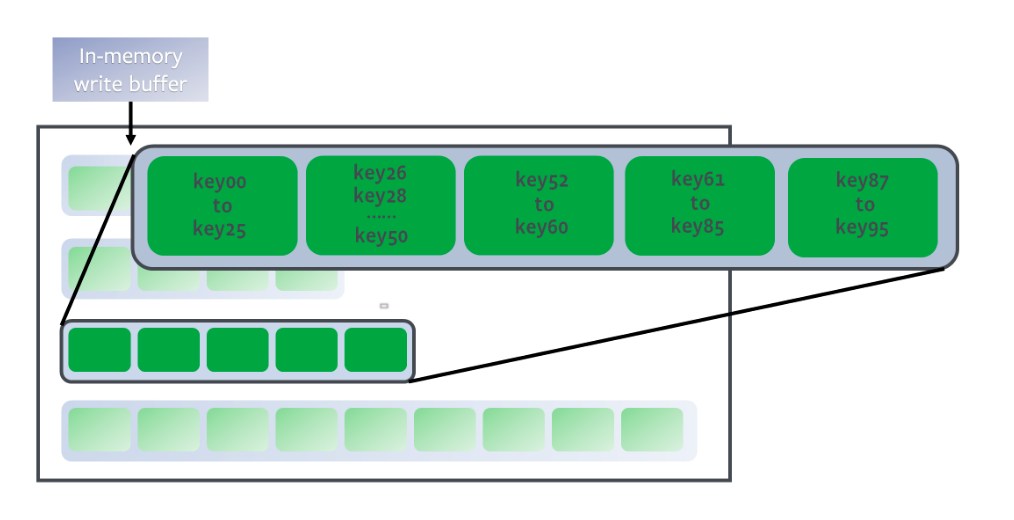 In-memory
write buffer
key00
to
key25
key26
key28
......
key50
key52
to
key60
key61
to
key85
key87
to
key95